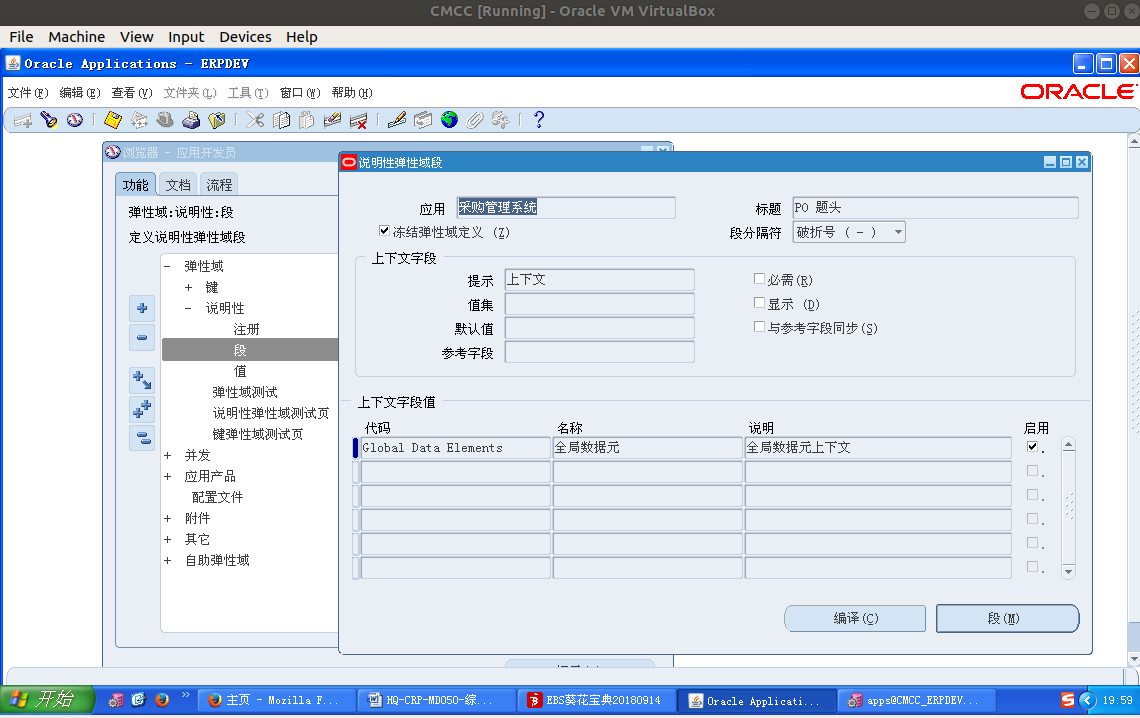 CMCC [Running] - Oracle VM VirtualBox
File Machine View Input Devices Help
Oracle Applications - ERPDEV
文件(F) 编辑(E) 查看(V) 文件夹(L) 工具(T) 窗口(W) 帮助(H)
ORACLE
浏览器 - 应用开发员
功能 文档 流程
弹性域:说明性:段
定义说明性弹性域段
- 弹性域
+ 键
- 说明性
注册
段
值
弹性域测试
说明性弹性域测试页
键弹性域测试页
+ 并发
+ 应用产品
配置文件
+ 附件
+ 其它
+ 自助弹性域
说明性弹性域段
应用 采购管理系统
标题 PO 题头
冻结弹性域定义 (Z)
段分隔符 破折号 ( - )
上下文字段
提示 上下文
必需(R)
值集
显示 (D)
默认值
与参考字段同步(S)
参考字段
上下文字段值
代码 名称 说明 启用
Global Data Elements 全局数据元 全局数据元上下文
编译(C) 段(M)
开始
主页 - Mozilla F...
HQ-CRP-MD050-综...
EBS葵花宝典20180914
Oracle Applicati...
apps@CMCC_ERPDEV...
19:59